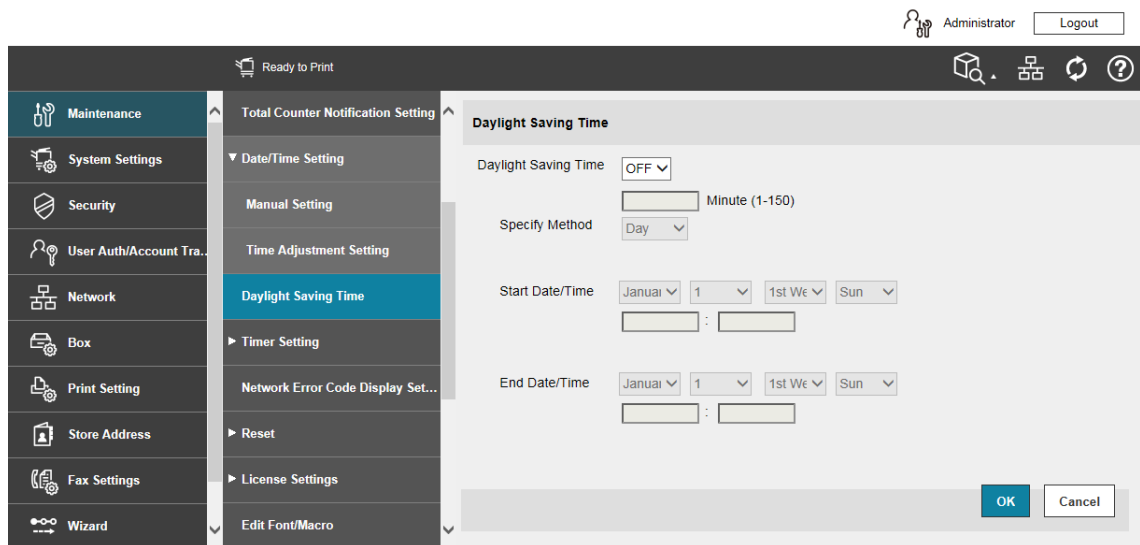 Administrator
Logout
Ready to Print
Maintenance
System Settings
Security
User Auth/Account Tra..
Network
Box
Print Setting
Store Address
Fax Settings
Wizard
Total Counter Notification Setting
▼ Date/Time Setting
Manual Setting
Time Adjustment Setting
Daylight Saving Time
► Timer Setting
Network Error Code Display Set...
► Reset
► License Settings
Edit Font/Macro
Daylight Saving Time
Daylight Saving Time OFF
Minute (1-150)
Specify Method Day
Start Date/Time Januar 1 1st We Sun
:
End Date/Time Januar 1 1st We Sun
:
OK Cancel